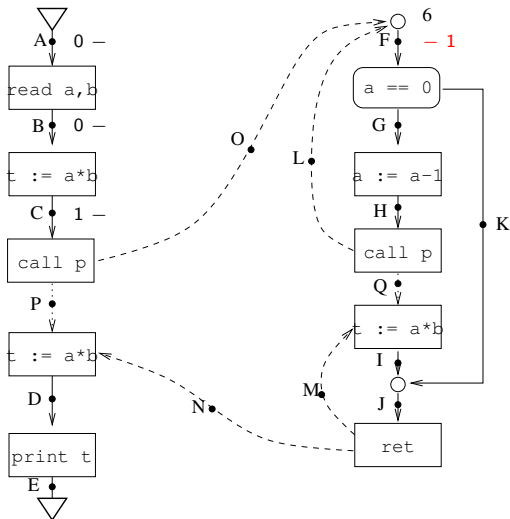 A 0 –
read a,b
B 0 –
t := a*b
C 1 –
call p
P
t := a*b
D
print t
E
O
L
N
M
6
F – 1
a == 0
G
a := a-1
H
call p
Q
t := a*b
I
J
ret
K